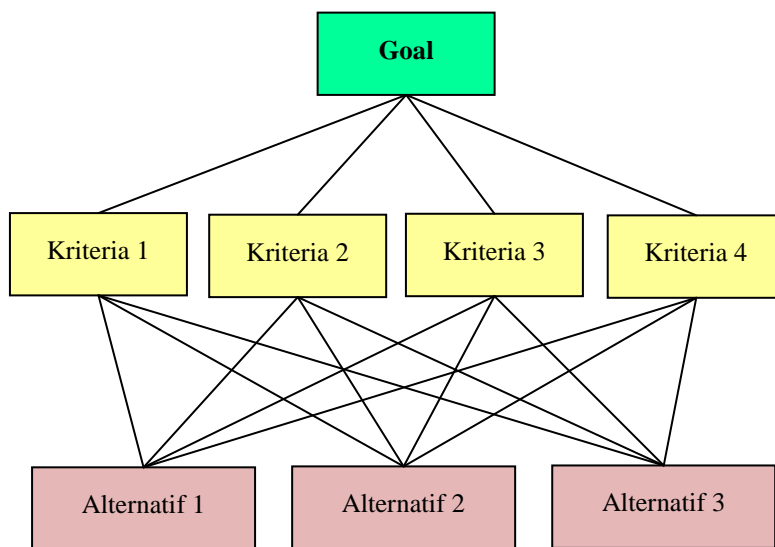 Goal
Kriteria 1
Kriteria 2
Kriteria 3
Kriteria 4
Alternatif 1
Alternatif 2
Alternatif 3